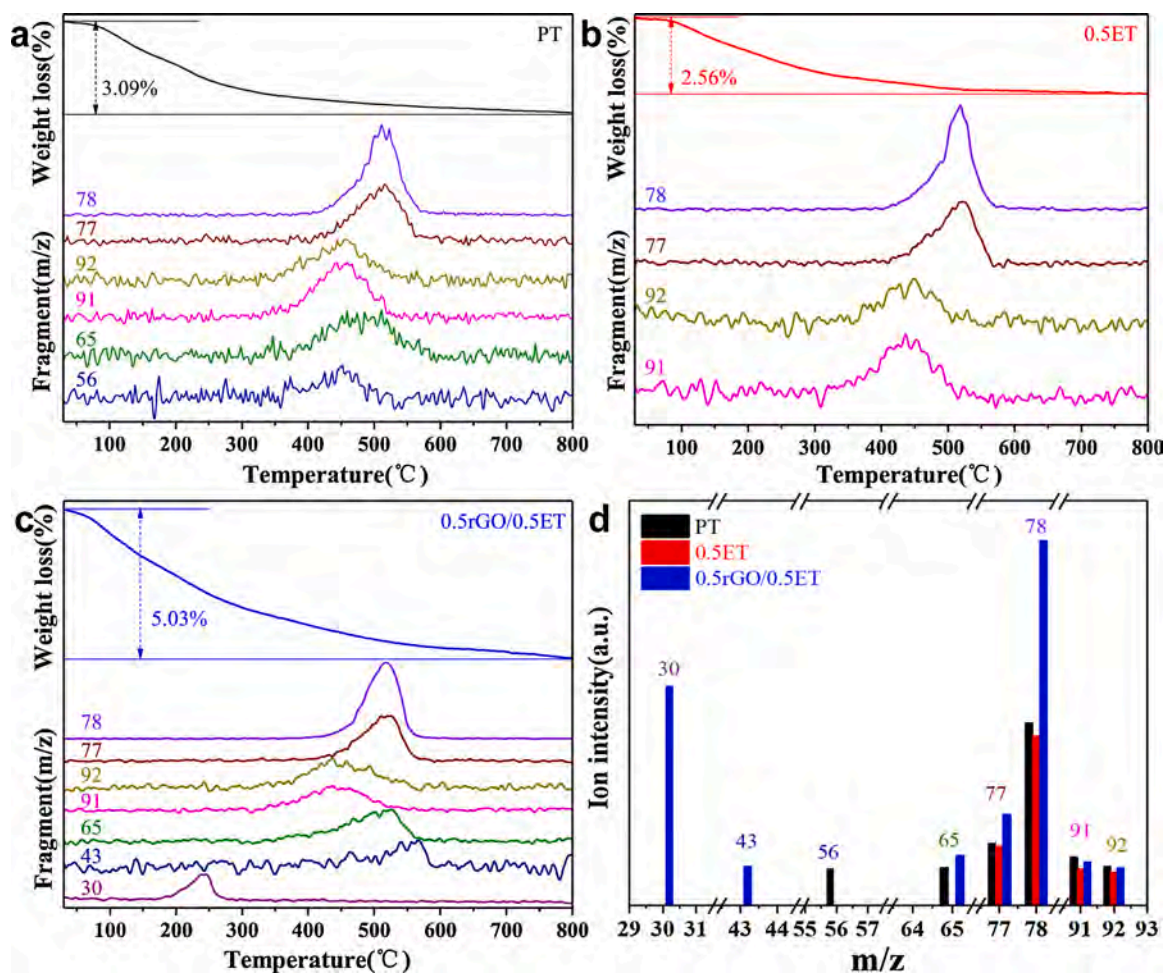 a
PT
Weight loss(%)
3.09%
78
77
92
91
65
56
Fragment(m/z)
100 200 300 400 500 600 700 800
Temperature(℃)
b
0.5ET
Weight loss(%)
2.56%
78
77
92
91
Fragment(m/z)
100 200 300 400 500 600 700 800
Temperature(℃)
c
0.5rGO/0.5ET
Weight loss(%)
5.03%
78
77
92
91
65
43
30
Fragment(m/z)
100 200 300 400 500 600 700 800
Temperature(℃)
d
PT
0.5ET
0.5rGO/0.5ET
Ion intensity(a.u.)
30
43
56
65
77
78
91
92
29 30 31 43 44 55 56 57 64 65 77 78 91 92 93
m/z